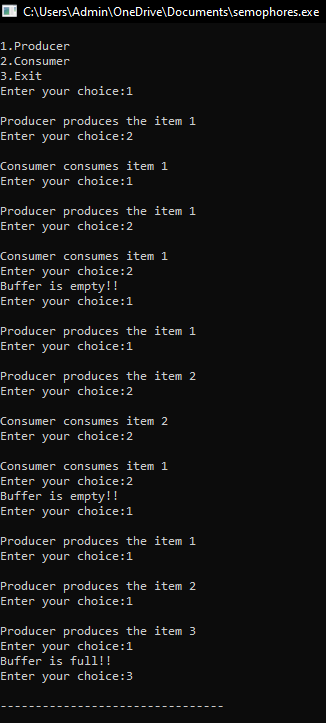 C:\Users\Admin\OneDrive\Documents\semophores.exe
1.Producer
2.Consumer
3.Exit
Enter your choice:1
Producer produces the item 1
Enter your choice:2
Consumer consumes item 1
Enter your choice:1
Producer produces the item 1
Enter your choice:2
Consumer consumes item 1
Enter your choice:2
Buffer is empty!!
Enter your choice:1
Producer produces the item 1
Enter your choice:1
Producer produces the item 2
Enter your choice:2
Consumer consumes item 2
Enter your choice:2
Consumer consumes item 1
Enter your choice:2
Buffer is empty!!
Enter your choice:1
Producer produces the item 1
Enter your choice:1
Producer produces the item 2
Enter your choice:1
Producer produces the item 3
Enter your choice:1
Buffer is full!!
Enter your choice:3
--------------------------------